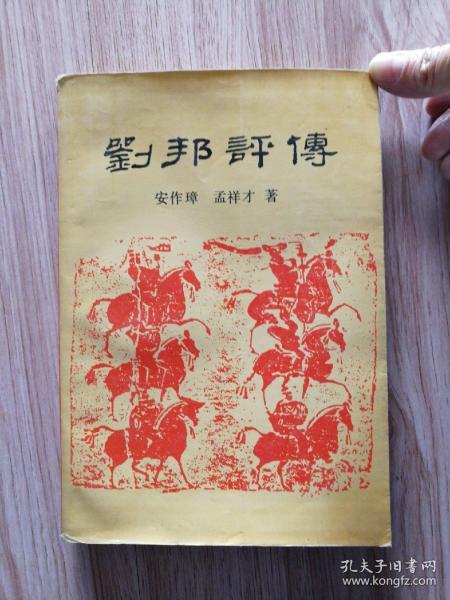 劉邦評傳
安作璋 孟祥才 著
孔夫子旧书网
www.kongfz.com